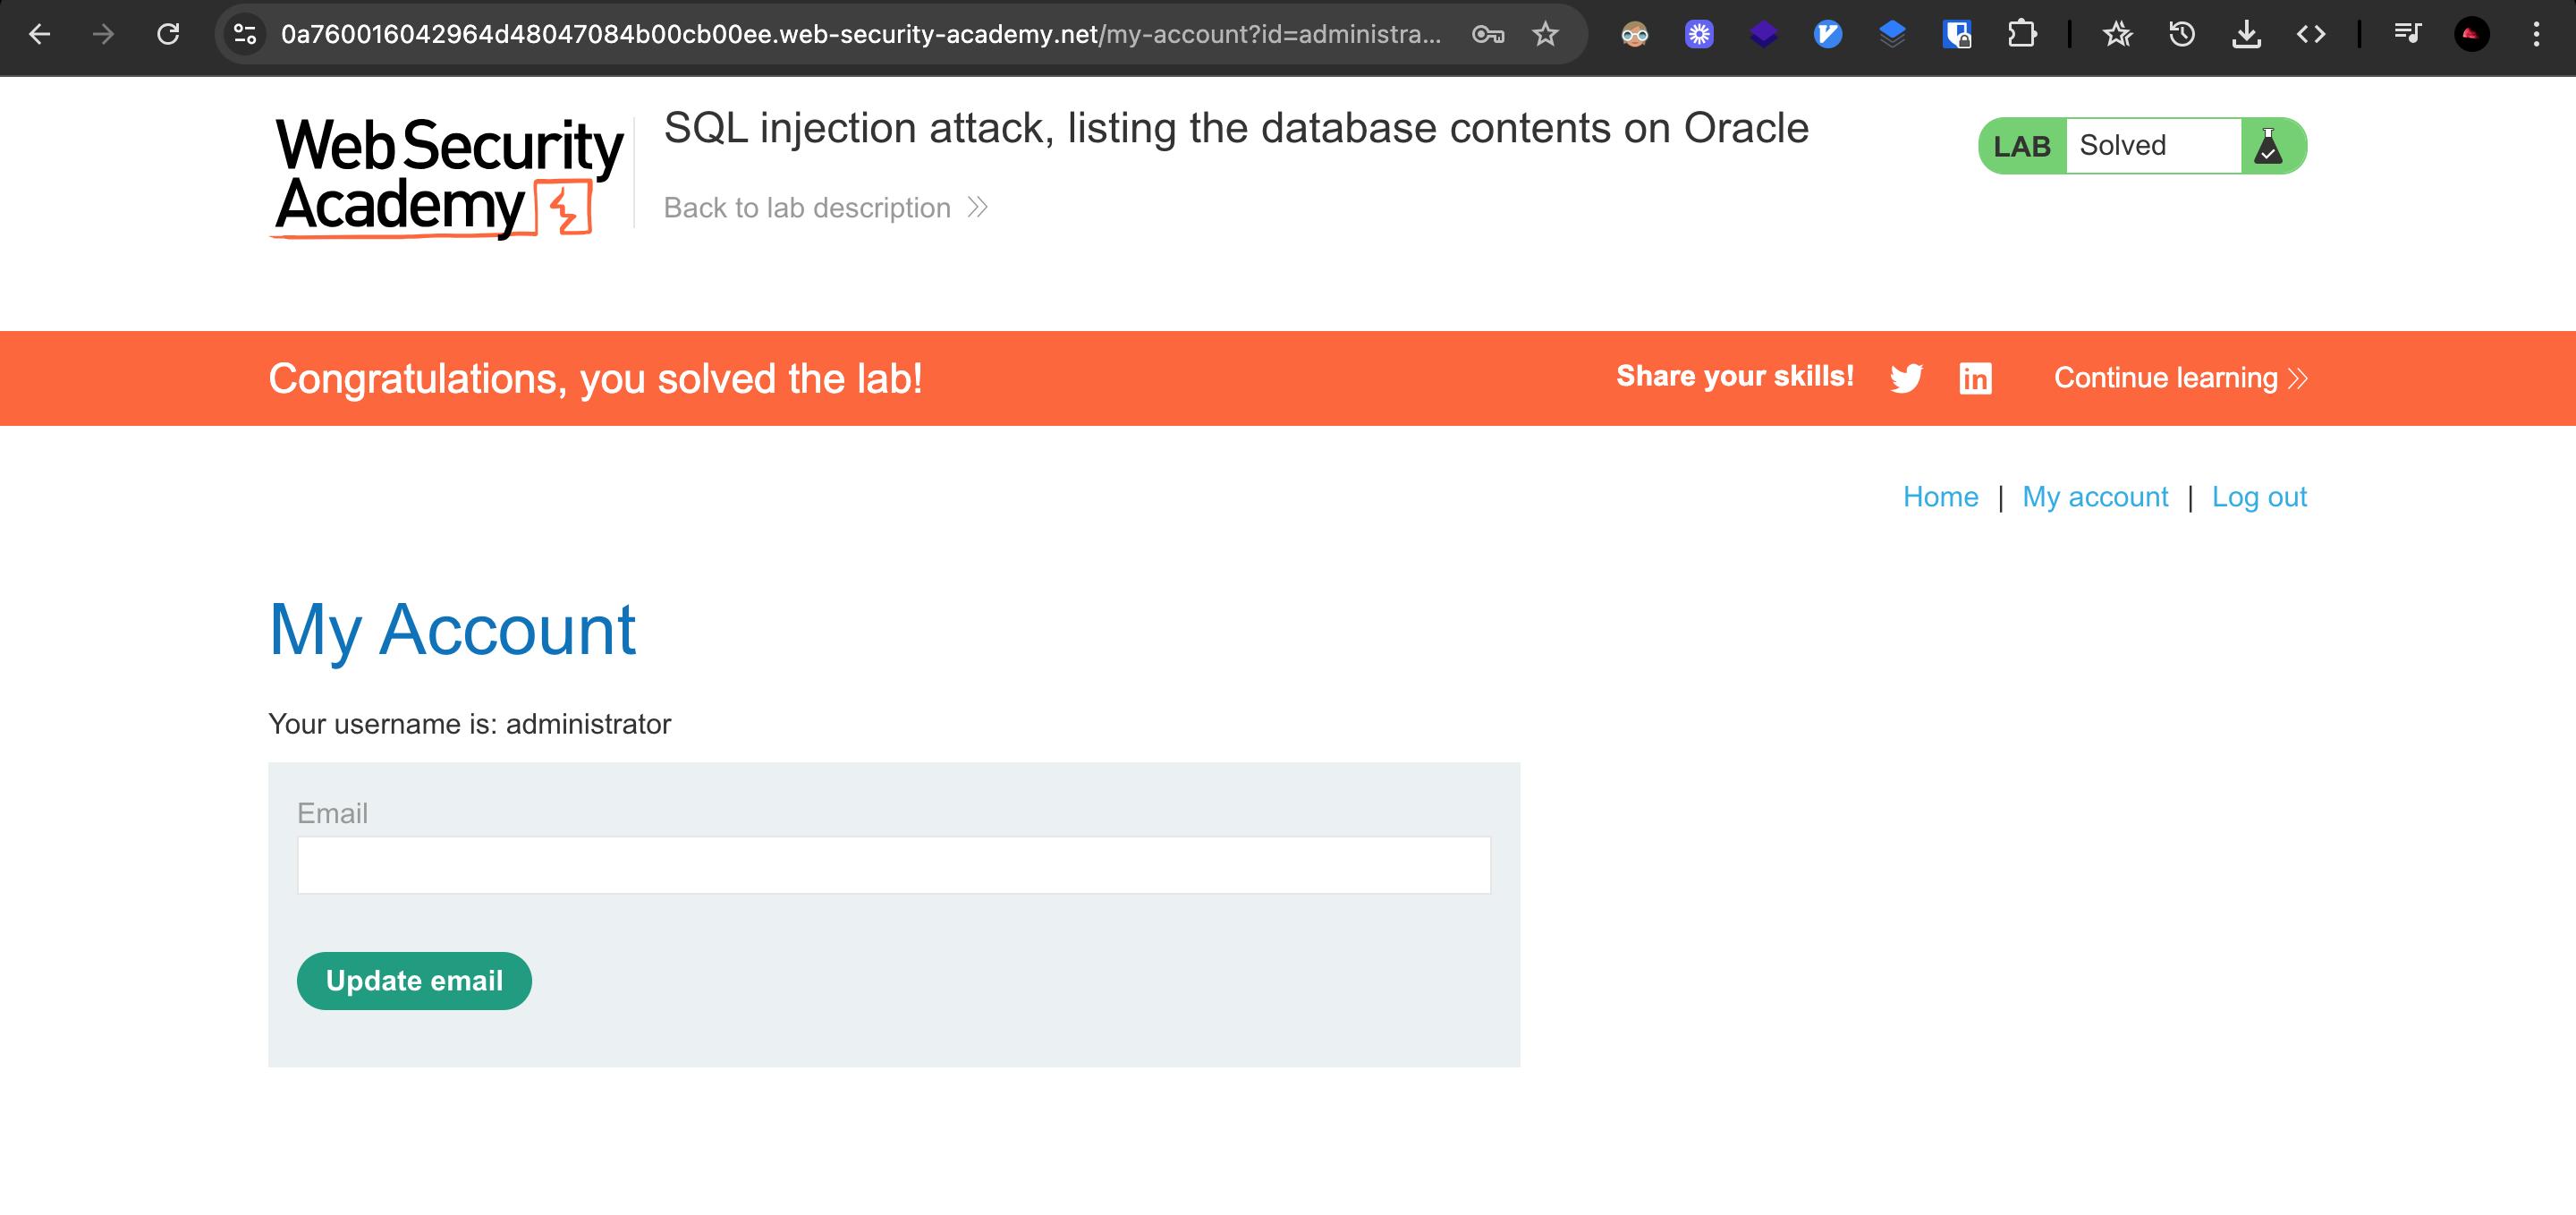 0a760016042964d48047084b00cb00ee.web-security-academy.net/my-account?id=administra...
Web Security
Academy
SQL injection attack, listing the database contents on Oracle
Back to lab description
LAB Solved
Congratulations, you solved the lab!
Share your skills!
Continue learning
Home | My account | Log out
My Account
Your username is: administrator
Email
Update email